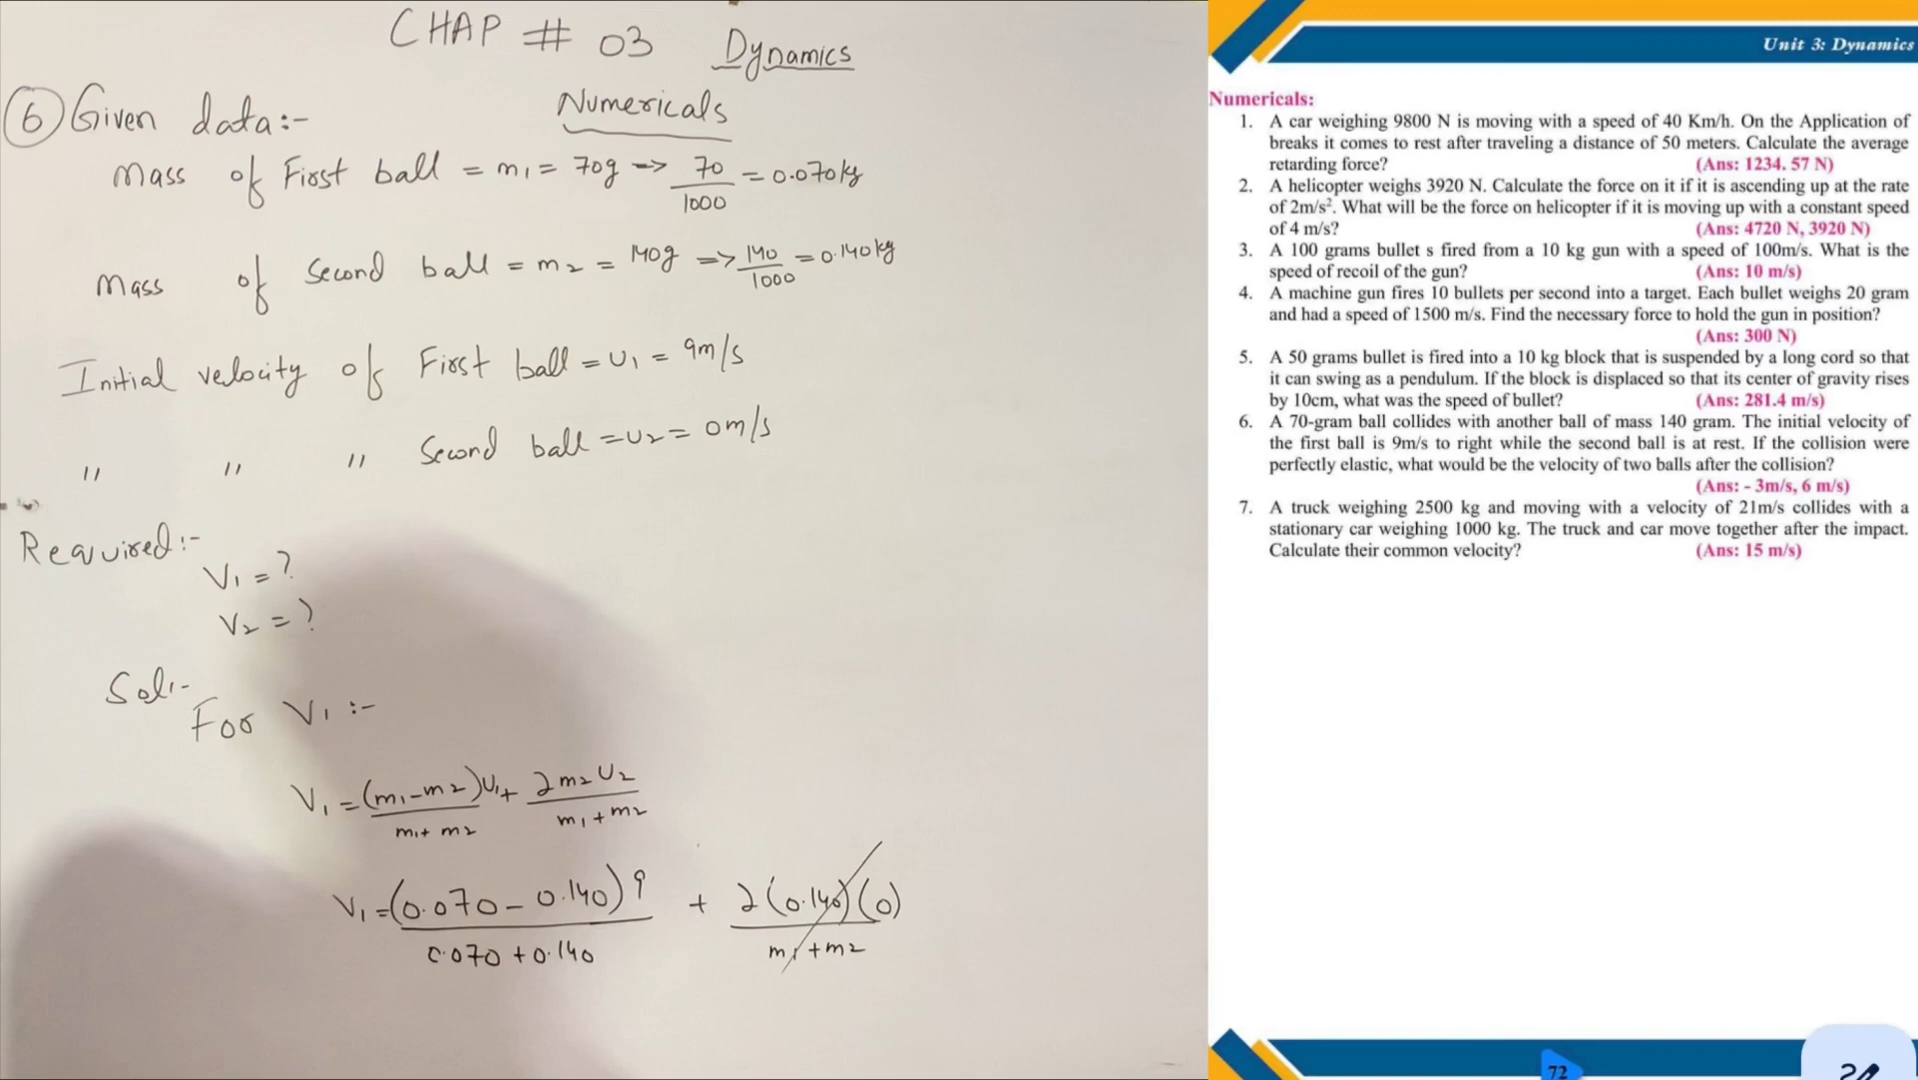 CHAP # 03 Dynamics
Numericals
6 Given data:-
Mass of First ball = m₁ = 70g → 70/1000 = 0.070kg
Mass of Second ball = m₂ = 140g → 140/1000 = 0.140kg
Initial velocity of First ball = U₁ = 9m/s
" " " Second ball = U₂ = 0m/s
Required:-
V₁ = ?
V₂ = ?
Sol:-
For V₁ :-
V₁ = (m₁-m₂)U₁/m₁+m₂ + 2m₂U₂/m₁+m₂
V₁ = (0.070 - 0.140) 9/0.070 + 0.140 + 2(0.140)(0)/m₁+m₂
Unit 3: Dynamics
Numericals:
1. A car weighing 9800 N is moving with a speed of 40 Km/h. On the Application of
breaks it comes to rest after traveling a distance of 50 meters. Calculate the average
retarding force? (Ans: 1234. 57 N)
2. A helicopter weighs 3920 N. Calculate the force on it if it is ascending up at the rate
of 2m/s². What will be the force on helicopter if it is moving up with a constant speed
of 4 m/s? (Ans: 4720 N, 3920 N)
3. A 100 grams bullet s fired from a 10 kg gun with a speed of 100m/s. What is the
speed of recoil of the gun? (Ans: 10 m/s)
4. A machine gun fires 10 bullets per second into a target. Each bullet weighs 20 gram
and had a speed of 1500 m/s. Find the necessary force to hold the gun in position?
(Ans: 300 N)
5. A 50 grams bullet is fired into a 10 kg block that is suspended by a long cord so that
it can swing as a pendulum. If the block is displaced so that its center of gravity rises
by 10cm, what was the speed of bullet? (Ans: 281.4 m/s)
6. A 70-gram ball collides with another ball of mass 140 gram. The initial velocity of
the first ball is 9m/s to right while the second ball is at rest. If the collision were
perfectly elastic, what would be the velocity of two balls after the collision?
(Ans: - 3m/s, 6 m/s)
7. A truck weighing 2500 kg and moving with a velocity of 21m/s collides with a
stationary car weighing 1000 kg. The truck and car move together after the impact.
Calculate their common velocity? (Ans: 15 m/s)
72